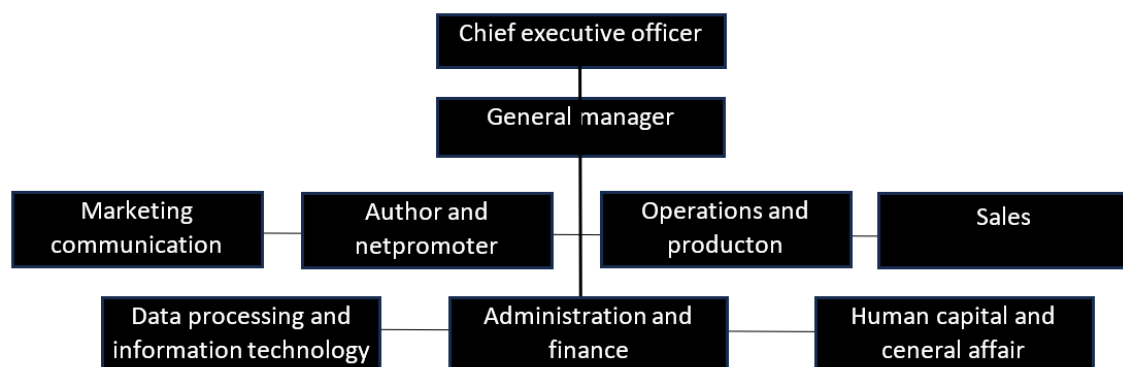 Chief executive officer
General manager
Marketing
communication
Author and
netpromoter
Operations and
producton
Sales
Data processing and
information technology
Administration and
finance
Human capital and
ceneral affair